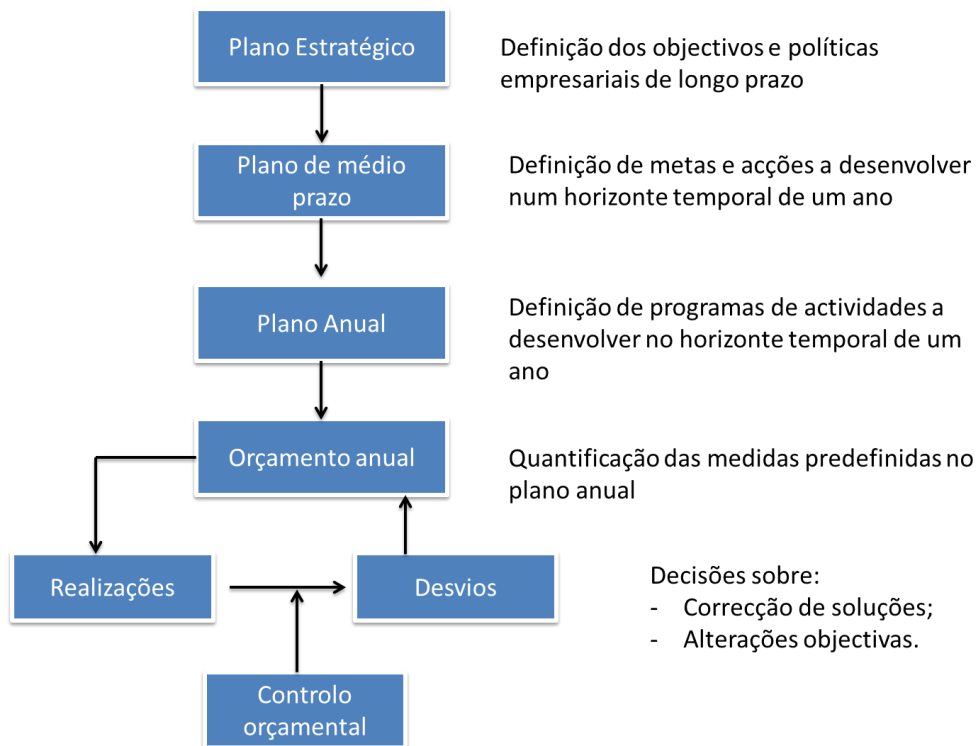 Plano Estratégico
Definição dos objectivos e políticas
empresariais de longo prazo
Plano de médio
prazo
Definição de metas e acções a desenvolver
num horizonte temporal de um ano
Plano Anual
Definição de programas de actividades a
desenvolver no horizonte temporal de um
ano
Orçamento anual
Quantificação das medidas predefinidas no
plano anual
Realizações
Desvios
Decisões sobre:
- Correcção de soluções;
- Alterações objectivas.
Controlo
orçamental